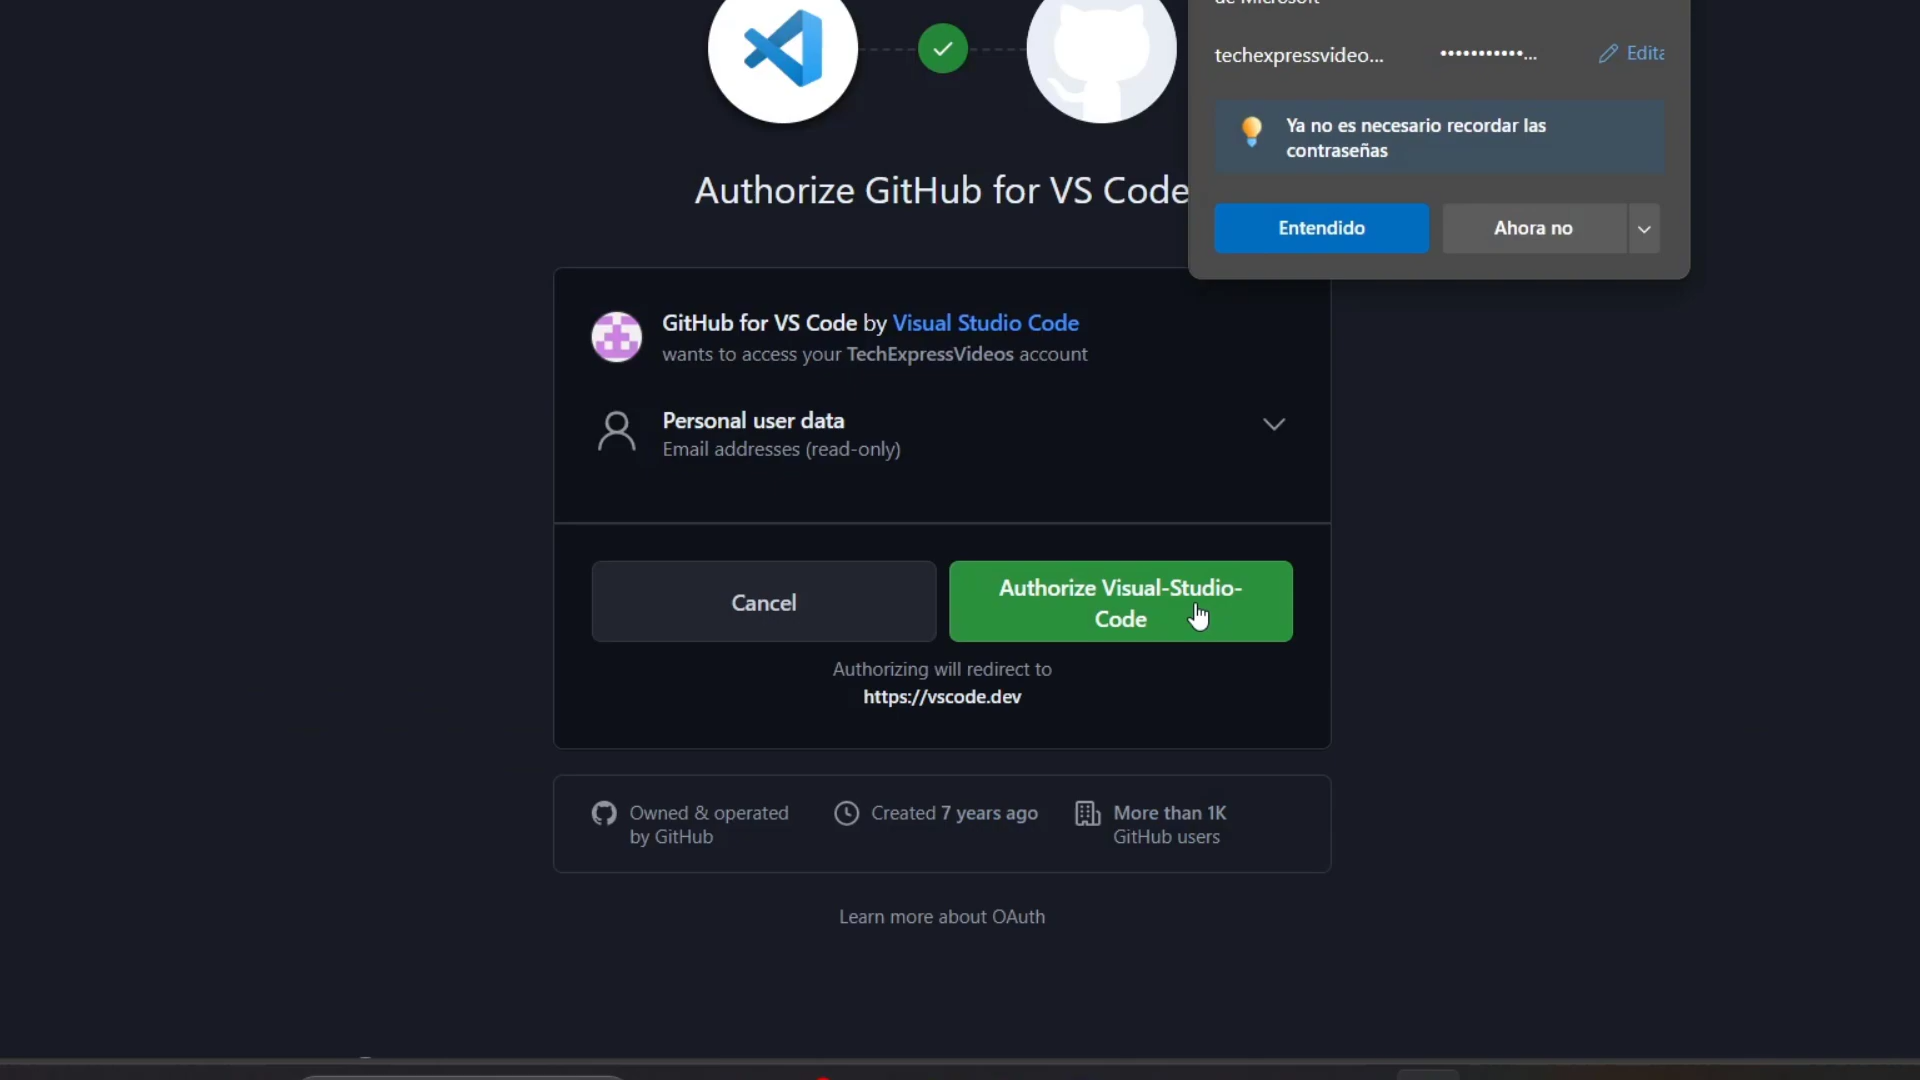 techexpressvideo...
•••••••••••...
Ya no es necesario recordar las
contraseñas
Entendido
Ahora no
Authorize GitHub for VS Code
GitHub for VS Code by Visual Studio Code
wants to access your TechExpressVideos account
Personal user data
Email addresses (read-only)
Cancel
Authorize Visual-Studio-
Code
Authorizing will redirect to
https://vscode.dev
Owned & operated
by GitHub
Created 7 years ago
More than 1K
GitHub users
Learn more about OAuth